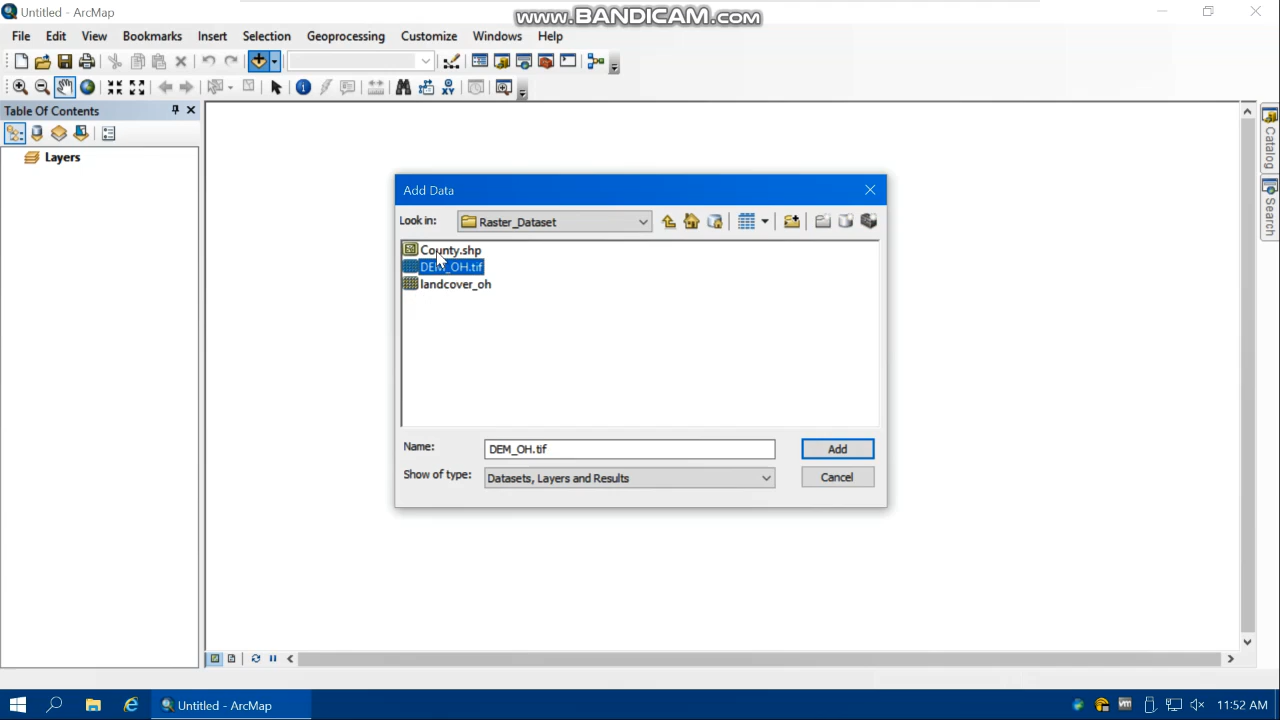 Untitled - ArcMap
www.BANDICAM.com
File Edit View Bookmarks Insert Selection Geoprocessing Customize Windows Help
Table Of Contents
Layers
Add Data
Look in: Raster_Dataset
County.shp
DEM_OH.tif
landcover_oh
Name: DEM_OH.tif Add
Show of type: Datasets, Layers and Results Cancel
Catalog
Search
Untitled - ArcMap
11:52 AM